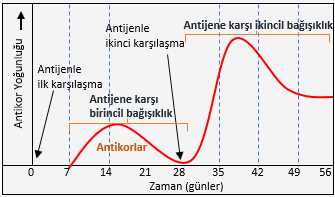 Antikor Yoğunluğu
Antijenle
ilk karşılaşma
Antijenle
ikinci karşılaşma
Antijene karşı ikincil bağışıklık
Antijene karşı
birincil bağışıklık
Antikorlar
0 7 14 21 28 35 42 49 56
Zaman (günler)